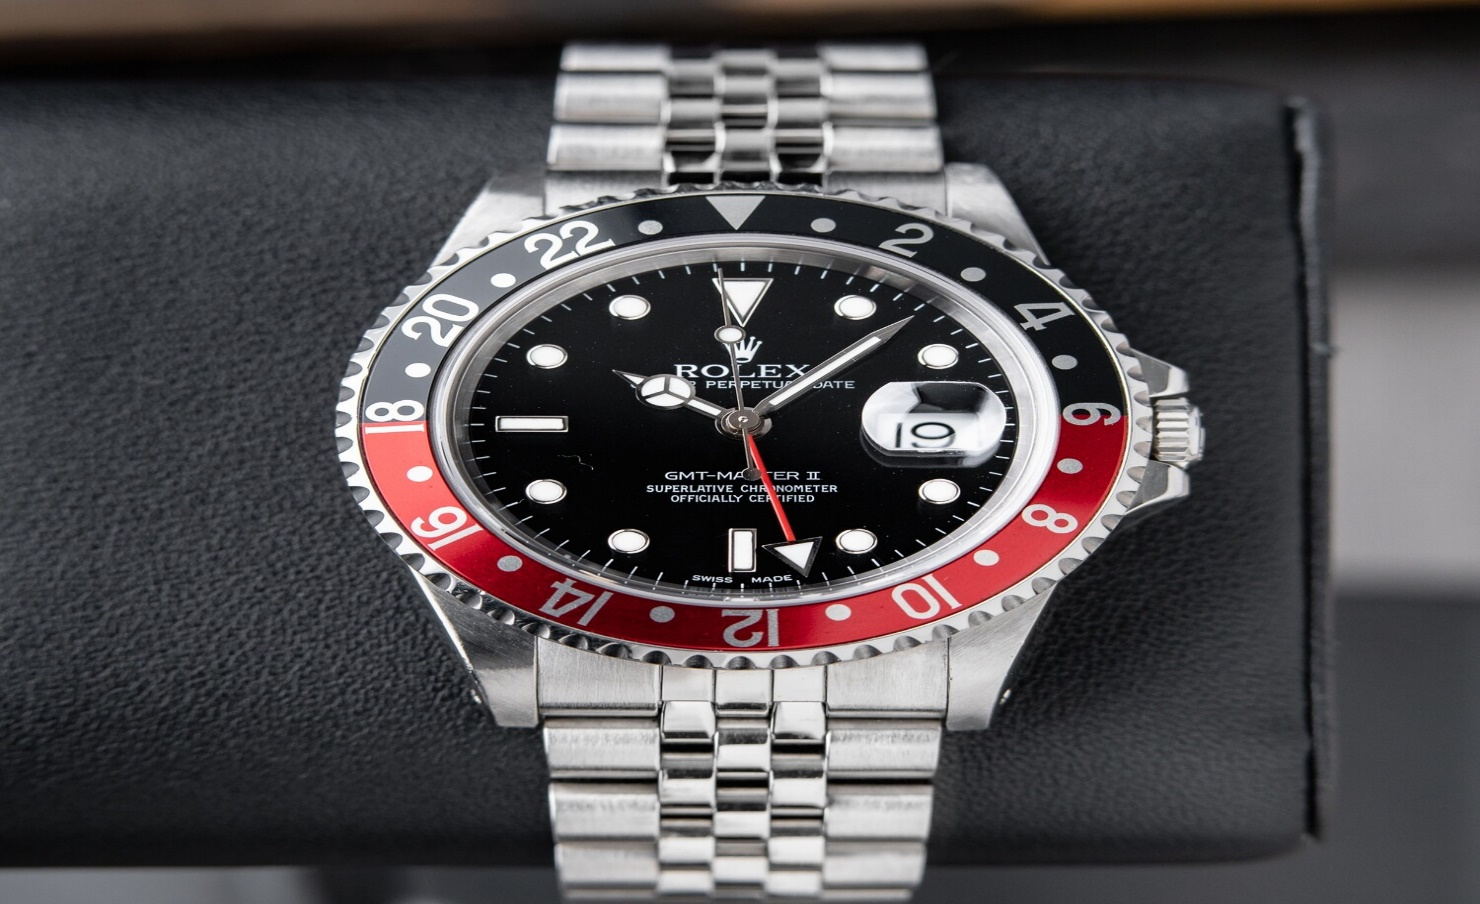 22
2
20
4
18
6
16
8
14
12
10
ROLEX
PERPETUAL DATE
19
GMT-MASTER II
SUPERLATIVE CHRONOMETER
OFFICIALLY CERTIFIED
SWISS MADE